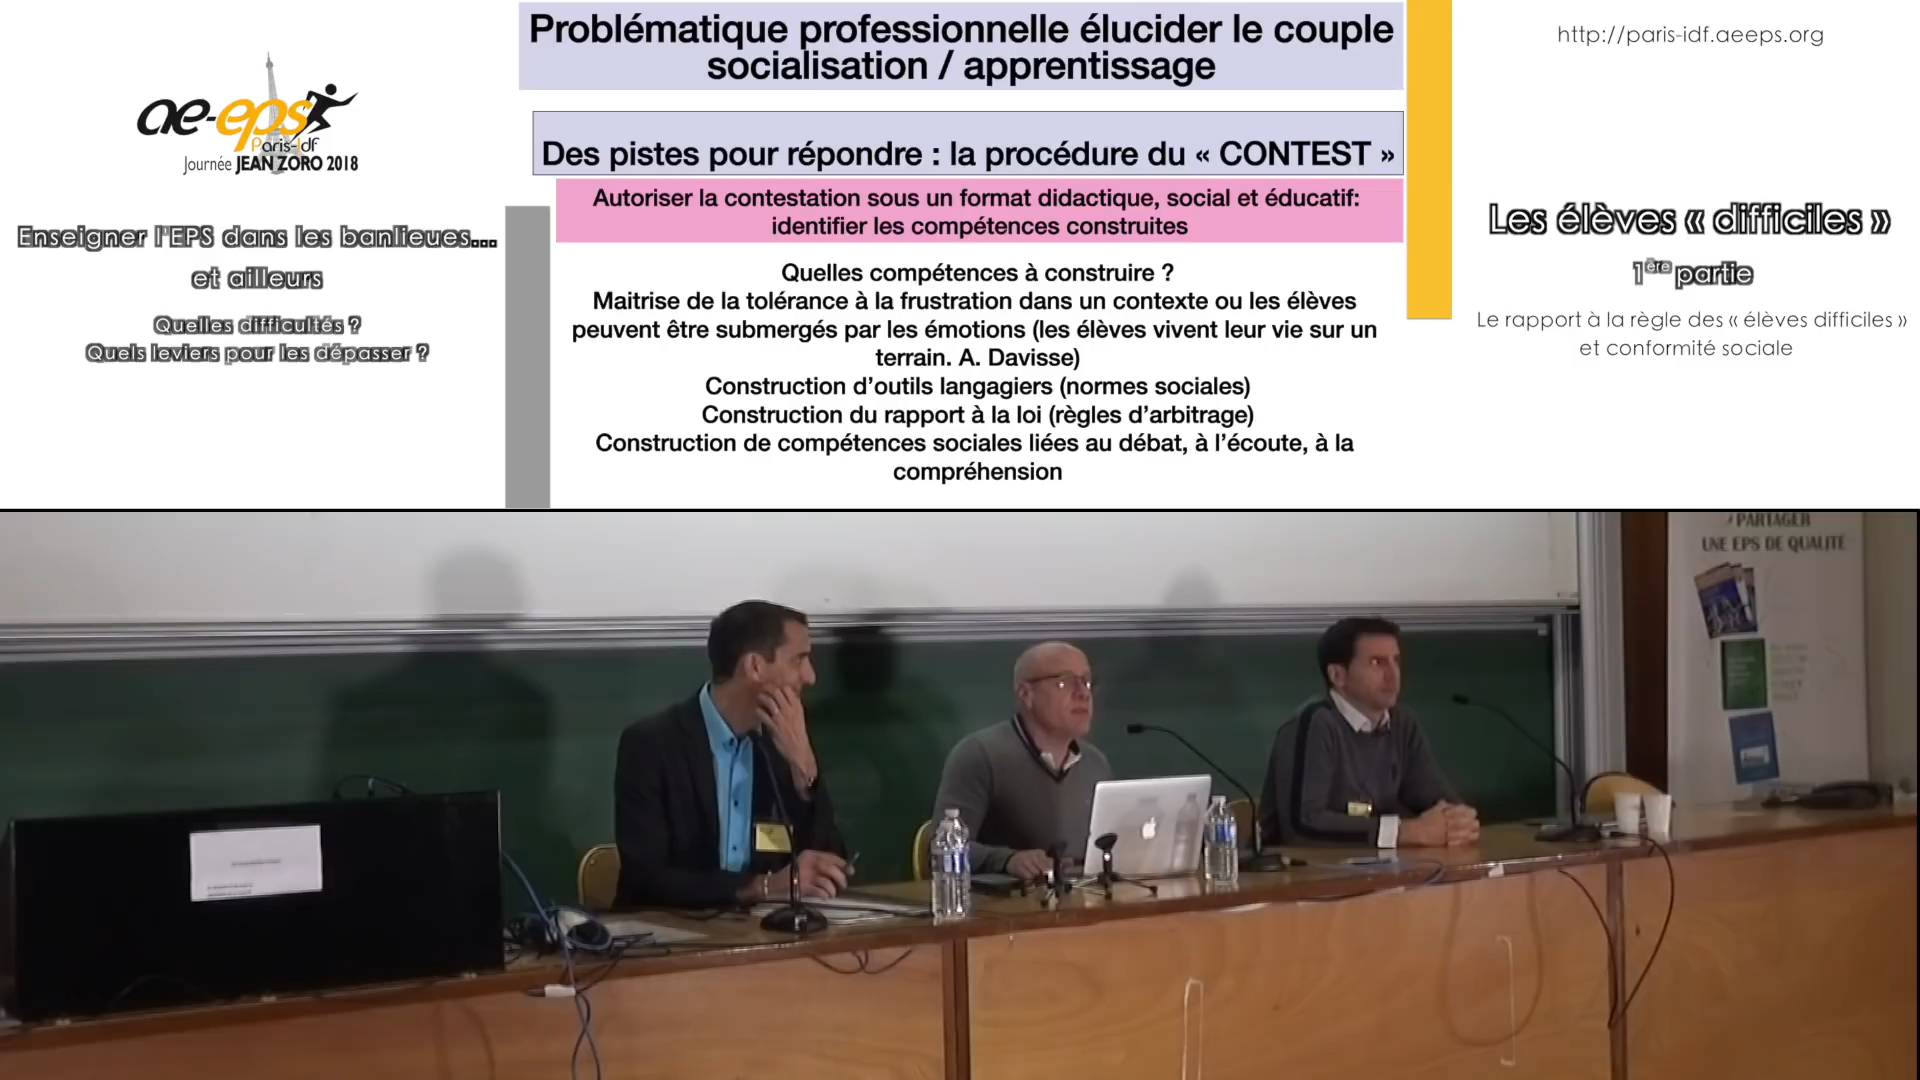 ae-eps
Paris-Idf
Journée JEAN ZORO 2018
Enseigner l'EPS dans les banlieues...
et ailleurs
Quelles difficultés ?
Quels leviers pour les dépasser ?
Problématique professionnelle élucider le couple
socialisation / apprentissage
Des pistes pour répondre : la procédure du « CONTEST »
Autoriser la contestation sous un format didactique, social et éducatif:
identifier les compétences construites
Quelles compétences à construire ?
Maitrise de la tolérance à la frustration dans un contexte ou les élèves
peuvent être submergés par les émotions (les élèves vivent leur vie sur un
terrain. A. Davisse)
Construction d'outils langagiers (normes sociales)
Construction du rapport à la loi (règles d'arbitrage)
Construction de compétences sociales liées au débat, à l'écoute, à la
compréhension
http://paris-idf.aeeps.org
Les élèves « difficiles »
1ère partie
Le rapport à la règle des « élèves difficiles »
et conformité sociale
PARTAGER
UNE EPS DE QUALITÉ